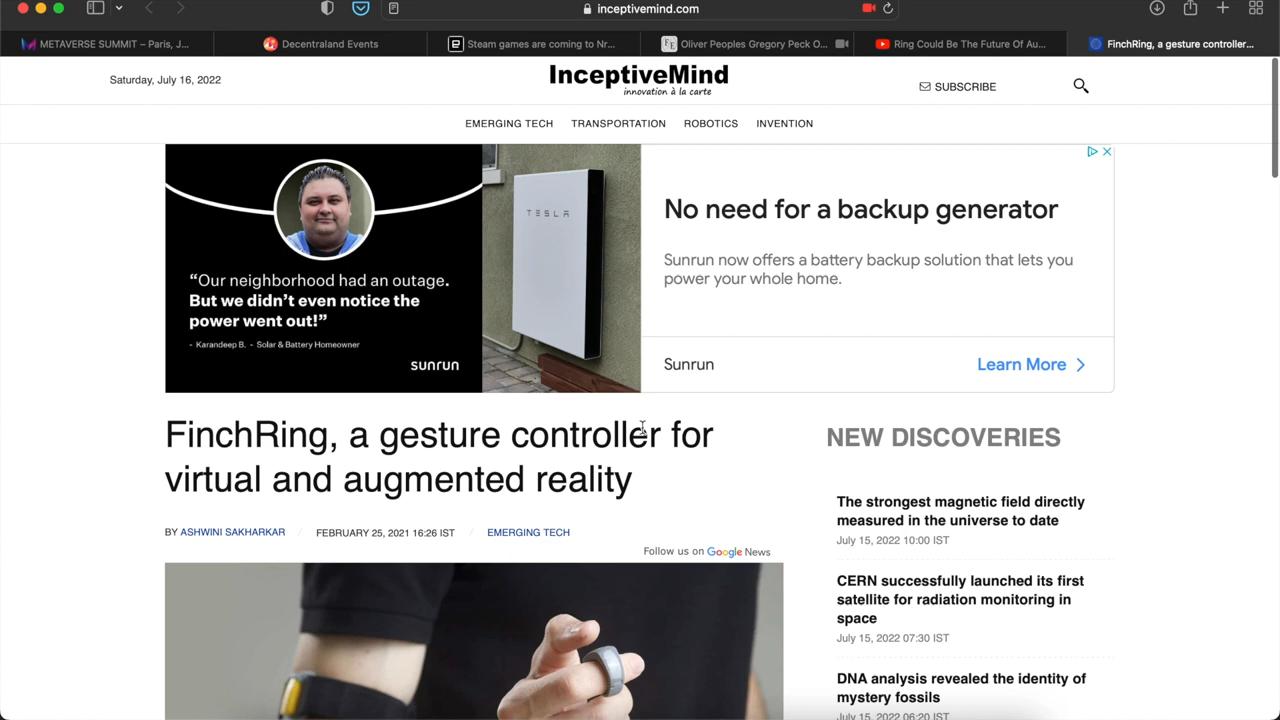 inceptivemind.com
METAVERSE SUMMIT – Paris, J...
Decentraland Events
Steam games are coming to Nr...
Oliver Peoples Gregory Peck O...
Ring Could Be The Future Of Au...
FinchRing, a gesture controller...
Saturday, July 16, 2022
InceptiveMind
innovation à la carte
SUBSCRIBE
EMERGING TECH TRANSPORTATION ROBOTICS INVENTION
“Our neighborhood had an outage.
But we didn’t even notice the
power went out!”
- Karandeep B. - Solar & Battery Homeowner
sunrun
TESLA
No need for a backup generator
Sunrun now offers a battery backup solution that lets you
power your whole home.
Sunrun
Learn More
FinchRing, a gesture controller for
virtual and augmented reality
BY ASHWINI SAKHARKAR / FEBRUARY 25, 2021 16:26 IST / EMERGING TECH
Follow us on Google News
NEW DISCOVERIES
The strongest magnetic field directly
measured in the universe to date
July 15, 2022 10:00 IST
CERN successfully launched its first
satellite for radiation monitoring in
space
July 15, 2022 07:30 IST
DNA analysis revealed the identity of
mystery fossils
July 15, 2022 06:20 IST